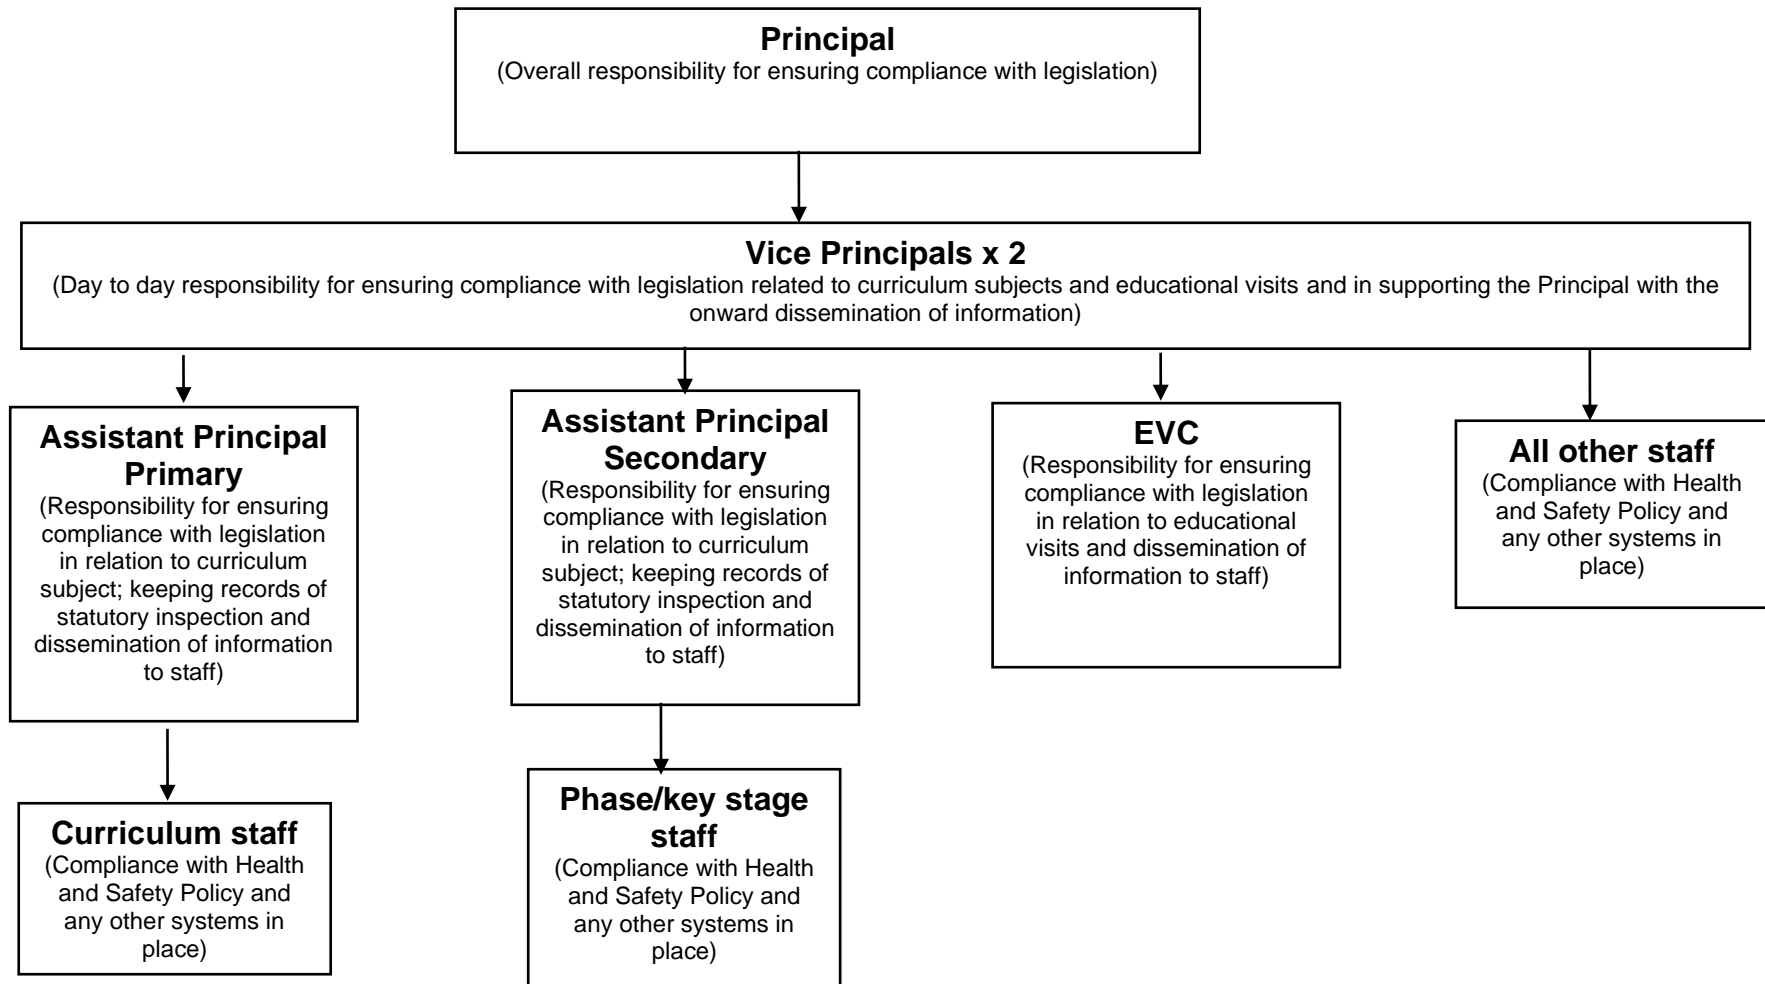 Principal
(Overall responsibility for ensuring compliance with legislation)
Vice Principals x 2
(Day to day responsibility for ensuring compliance with legislation related to curriculum subjects and educational visits and in supporting the Principal with the
onward dissemination of information)
Assistant Principal
Primary
(Responsibility for ensuring
compliance with legislation
in relation to curriculum
subject; keeping records of
statutory inspection and
dissemination of information
to staff)
Assistant Principal
Secondary
(Responsibility for ensuring
compliance with legislation
in relation to curriculum
subject; keeping records of
statutory inspection and
dissemination of information
to staff)
EVC
(Responsibility for ensuring
compliance with legislation
in relation to educational
visits and dissemination of
information to staff)
All other staff
(Compliance with Health
and Safety Policy and
any other systems in
place)
Curriculum staff
(Compliance with Health
and Safety Policy and
any other systems in
place)
Phase/key stage
staff
(Compliance with Health
and Safety Policy and
any other systems in
place)